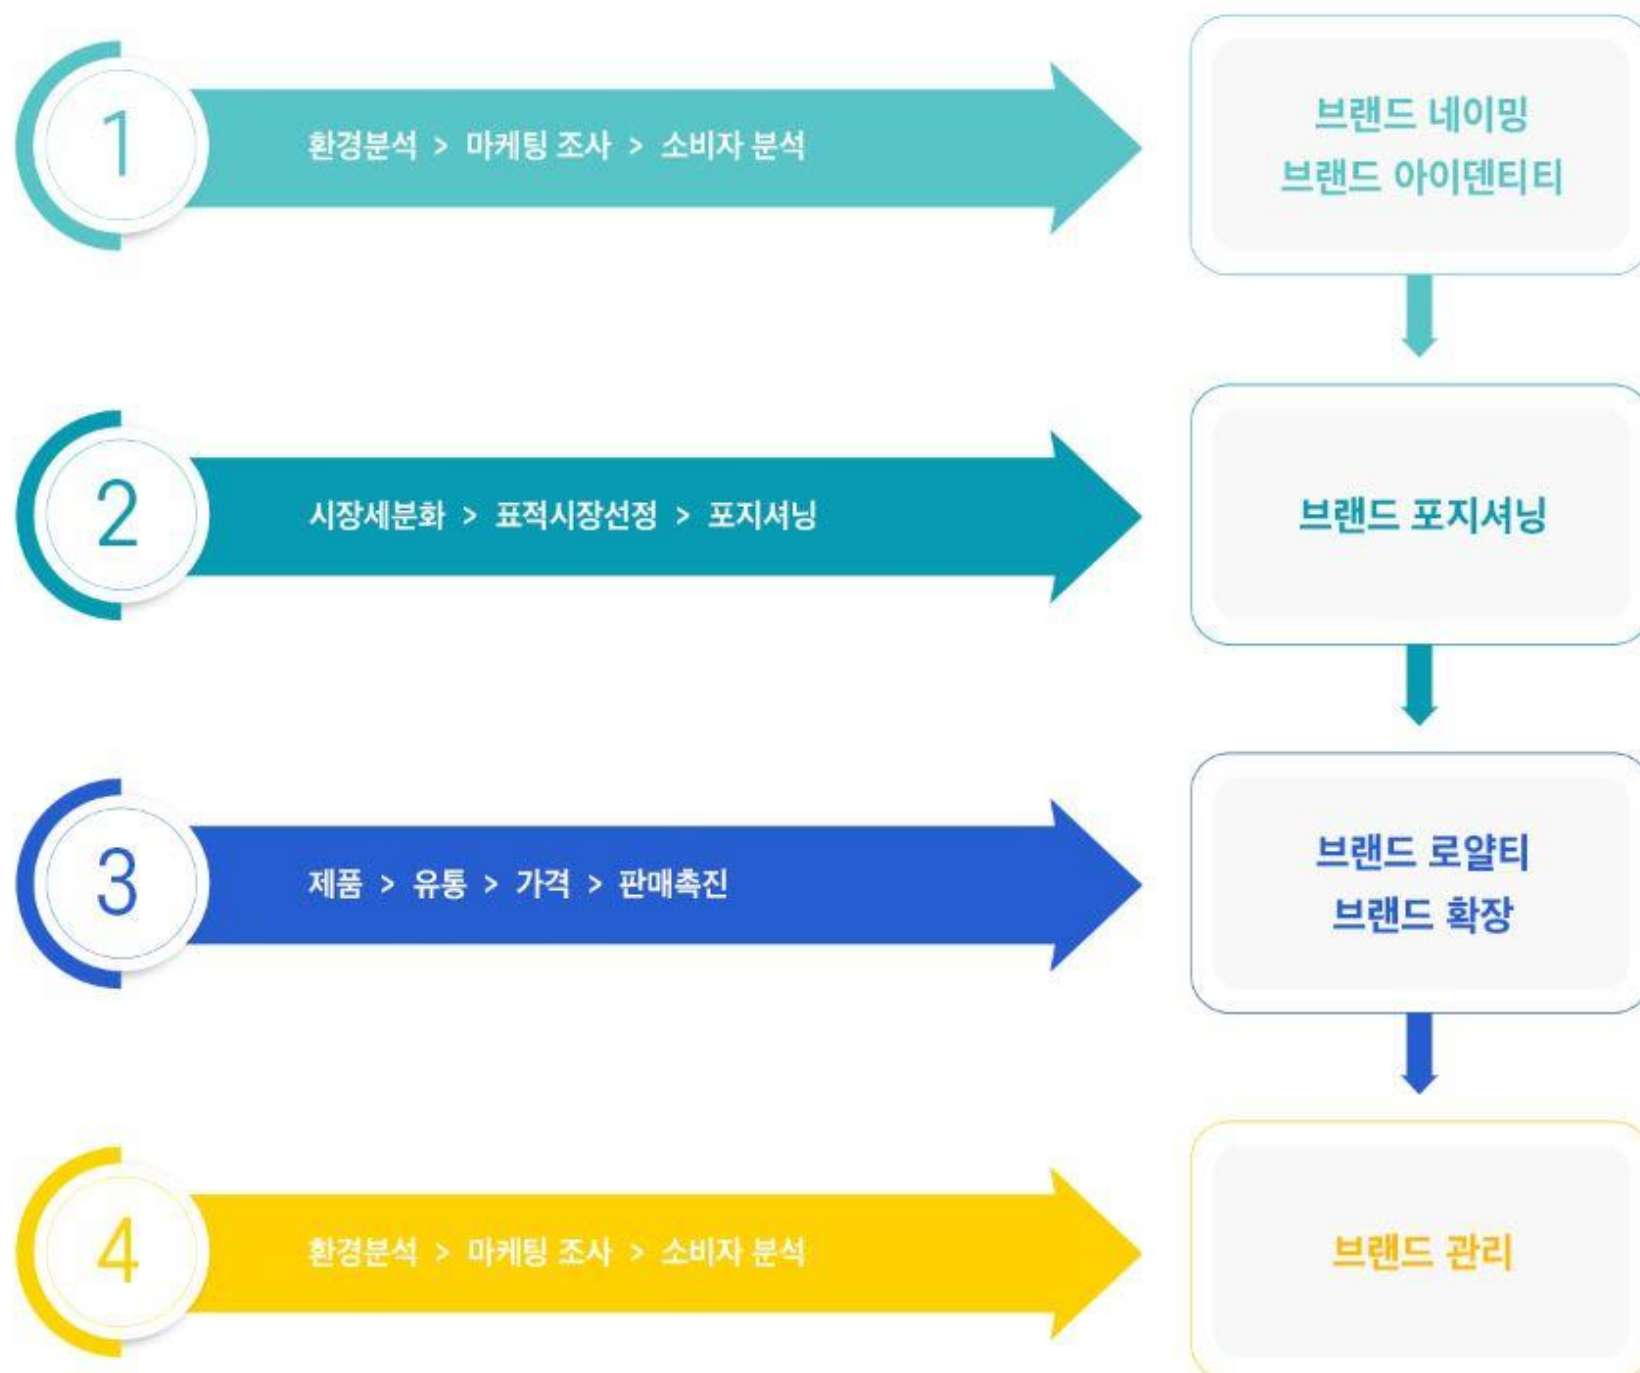 1
환경분석 > 마케팅 조사 > 소비자 분석
브랜드 네이밍
브랜드 아이덴티티
2
시장세분화 > 표적시장선정 > 포지셔닝
브랜드 포지셔닝
3
제품 > 유통 > 가격 > 판매촉진
브랜드 로얄티
브랜드 확장
4
환경분석 > 마케팅 조사 > 소비자 분석
브랜드 관리